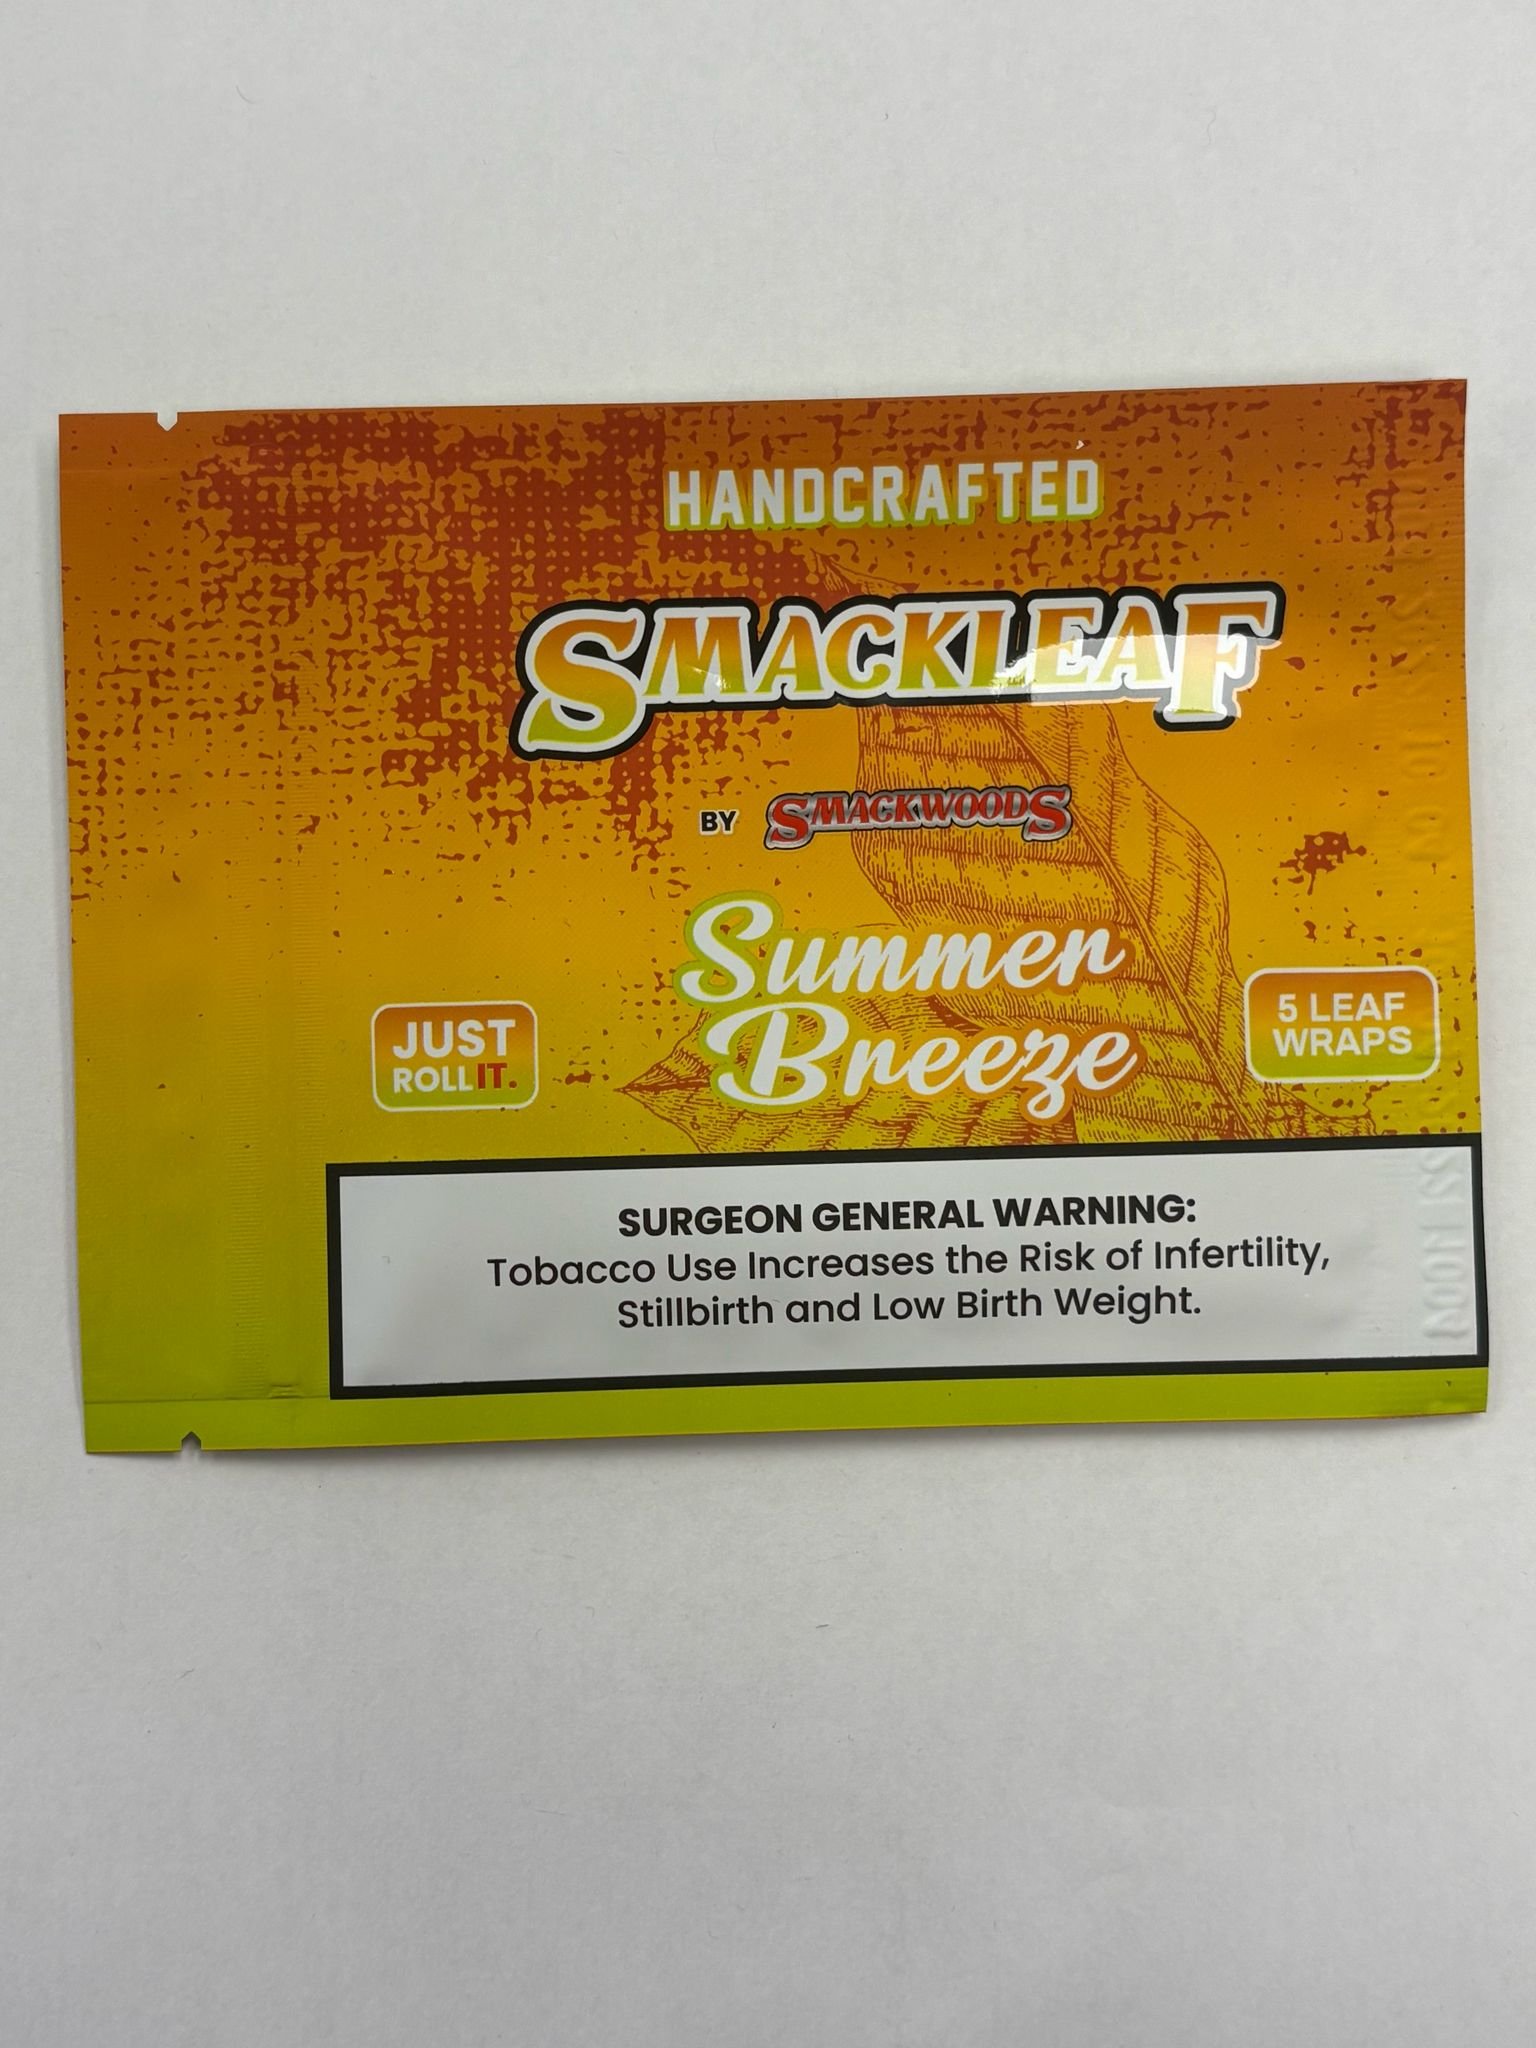 HANDCRAFTED
SMACKLEAF
BY SMACKWOODS
Summer
Breeze
JUST
ROLL IT.
5 LEAF
WRAPS
SURGEON GENERAL WARNING:
Tobacco Use Increases the Risk of Infertility,
Stillbirth and Low Birth Weight.